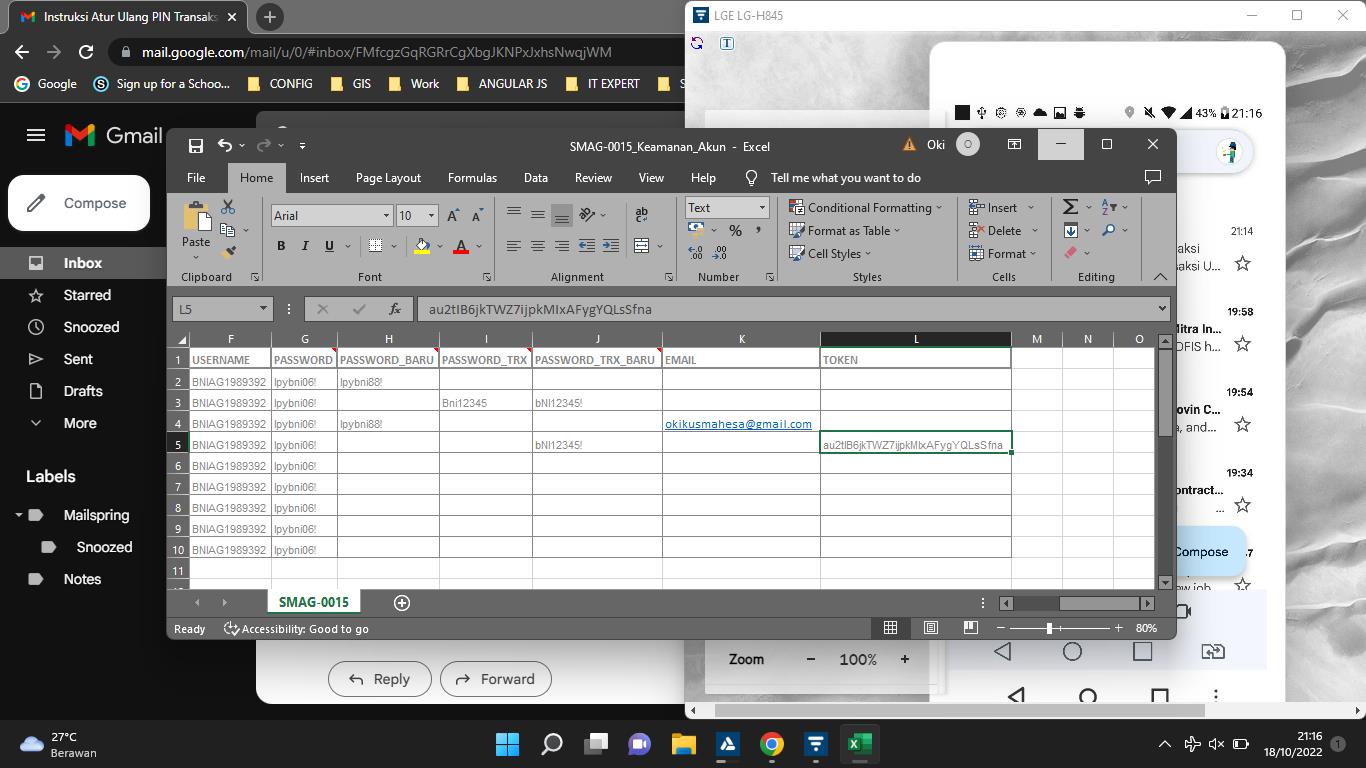 Instruksi Atur Ulang PIN Transaks
LGE LG-H845
mail.google.com/mail/u/0/#inbox/FMfcgzGqRGRrCgXbgJKNPxJxhsNwqjWM
Google Sign up for a Schoo... CONFIG GIS Work ANGULAR JS IT EXPERT S
43% 21:16
Gmail
SMAG-0015_Keamanan_Akun - Excel
Oki O
File Home Insert Page Layout Formulas Data Review View Help Tell me what you want to do
Compose
Paste
Arial 10
Text
Conditional Formatting
Insert
Format as Table
Delete
Cell Styles
Format
Clipboard Font Alignment Number Styles Cells Editing
Inbox
Starred
Snoozed
Sent
Drafts
More
Labels
Mailspring
Snoozed
Notes
L5 fx au2tIB6jkTWZ7ijpkMIxAFygYQLsSfna
F G H I J K L M N O
1 USERNAME PASSWORD PASSWORD_BARU PASSWORD_TRX PASSWORD_TRX_BARU EMAIL TOKEN
2 BNIAG1989392 Ipybni06! Ipybni88!
3 BNIAG1989392 Ipybni06! Bni12345 bNI12345!
4 BNIAG1989392 Ipybni06! Ipybni88! okikusmahesa@gmail.com
5 BNIAG1989392 Ipybni06! bNI12345! au2tIB6jkTWZ7ijpkMIxAFygYQLsSfna
6 BNIAG1989392 Ipybni06!
7 BNIAG1989392 Ipybni06!
8 BNIAG1989392 Ipybni06!
9 BNIAG1989392 Ipybni06!
10 BNIAG1989392 Ipybni06!
11
SMAG-0015
Ready Accessibility: Good to go 80%
21:14
aksi
aksi U...
19:58
Mitra In...
OFIS h...
19:54
ovin C...
a, and...
19:34
ontract...
...
Compose
ew job
Reply Forward
Zoom 100%
27°C
Berawan
21:16
18/10/2022
1